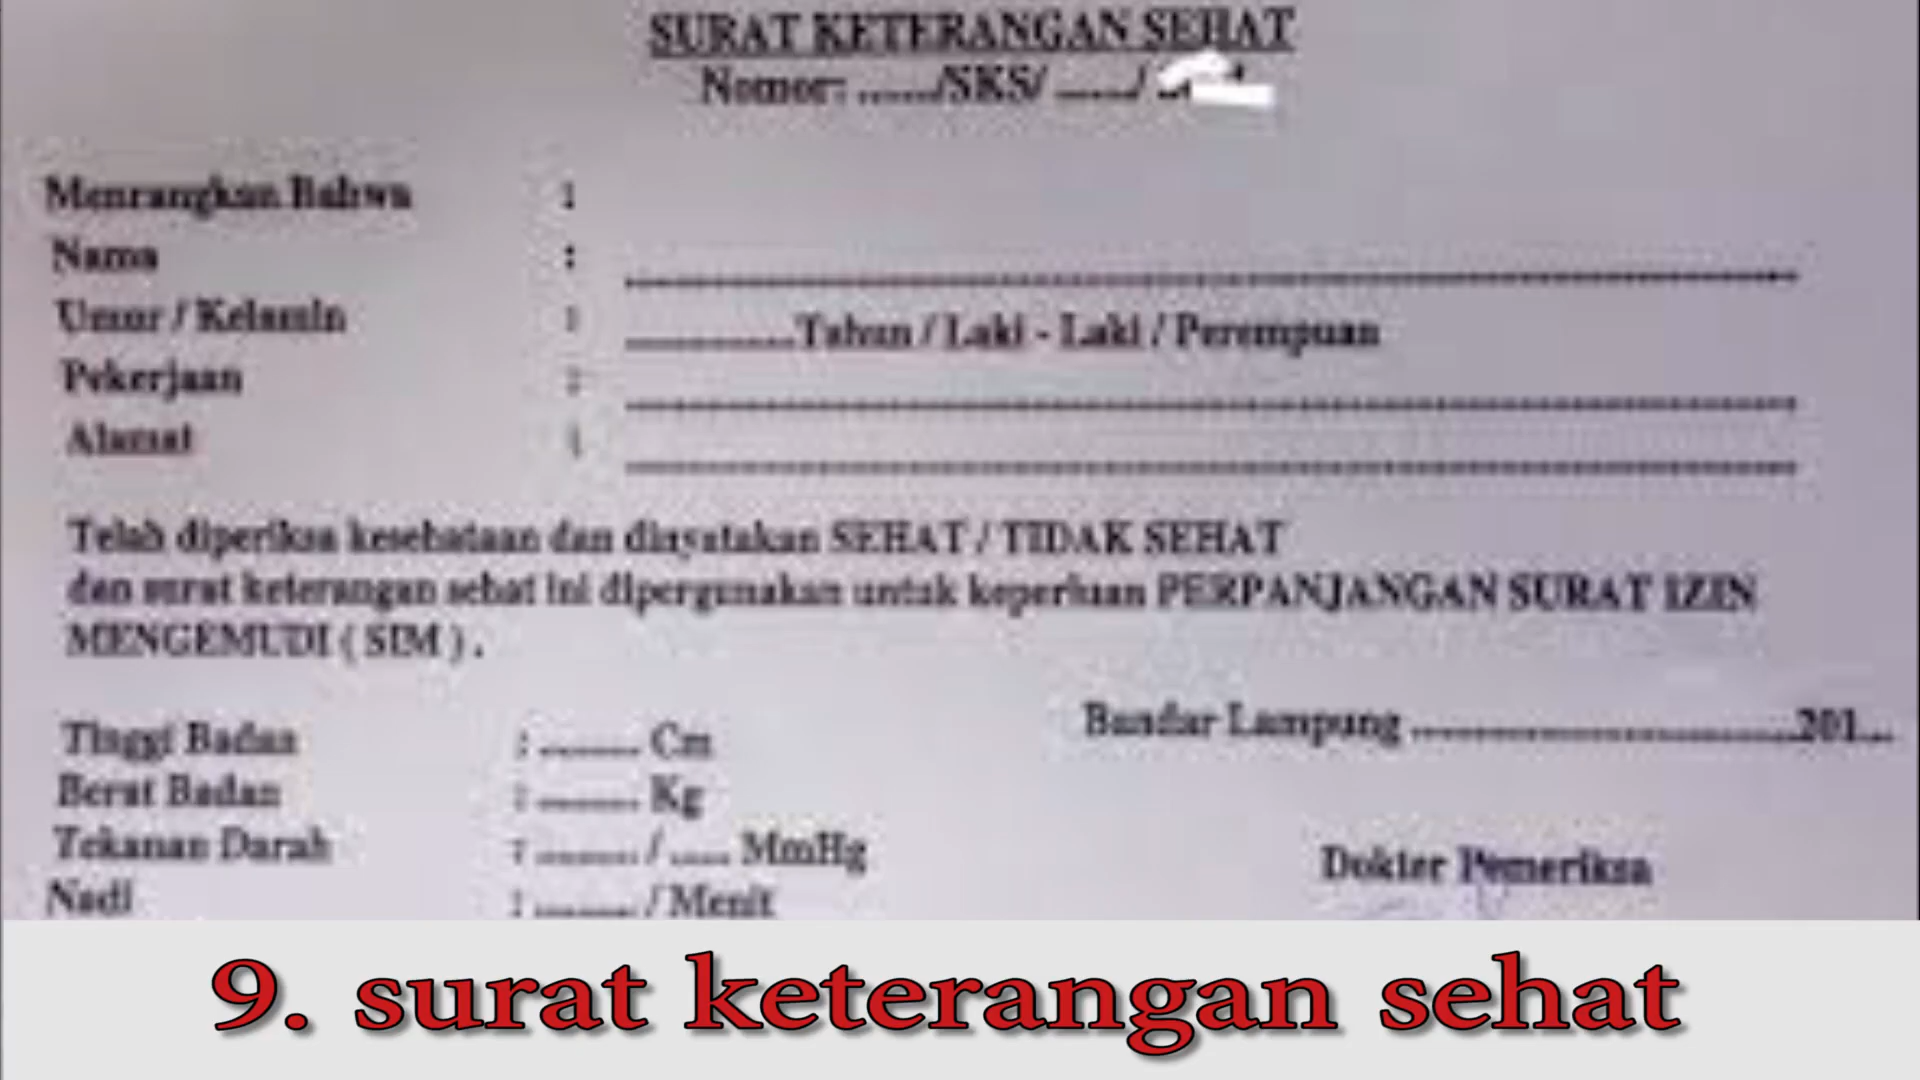 SURAT KETERANGAN SEHAT
Nomor: ....../SKS/ ....../
Menrangkan Bahwa :
Nama :
Umur / Kelamin : ............Tahun / Laki - Laki / Perempuan
Pekerjaan :
Alamat :
Telah diperiksa kesehataan dan dinyatakan SEHAT / TIDAK SEHAT
dan surat keterangan sehat ini dipergunakan untuk keperluan PERPANJANGAN SURAT IZIN
MENGEMUDI ( SIM ) .
Bandar Lampung ..............................201...
Tinggi Badan : ........ Cm
Berat Badan : ........ Kg
Tekanan Darah : ........ / ..... MmHg
Dokter Pemeriksa
Nadi : ........ / Menit
9. surat keterangan sehat